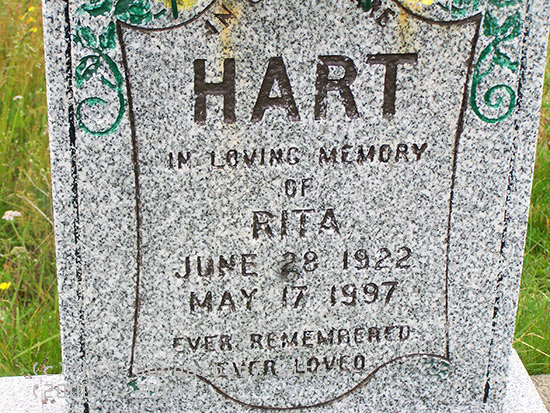 HART
IN LOVING MEMORY
OF
RITA
JUNE 28 1922
MAY 17 1997
EVER REMEMBERED
EVER LOVED